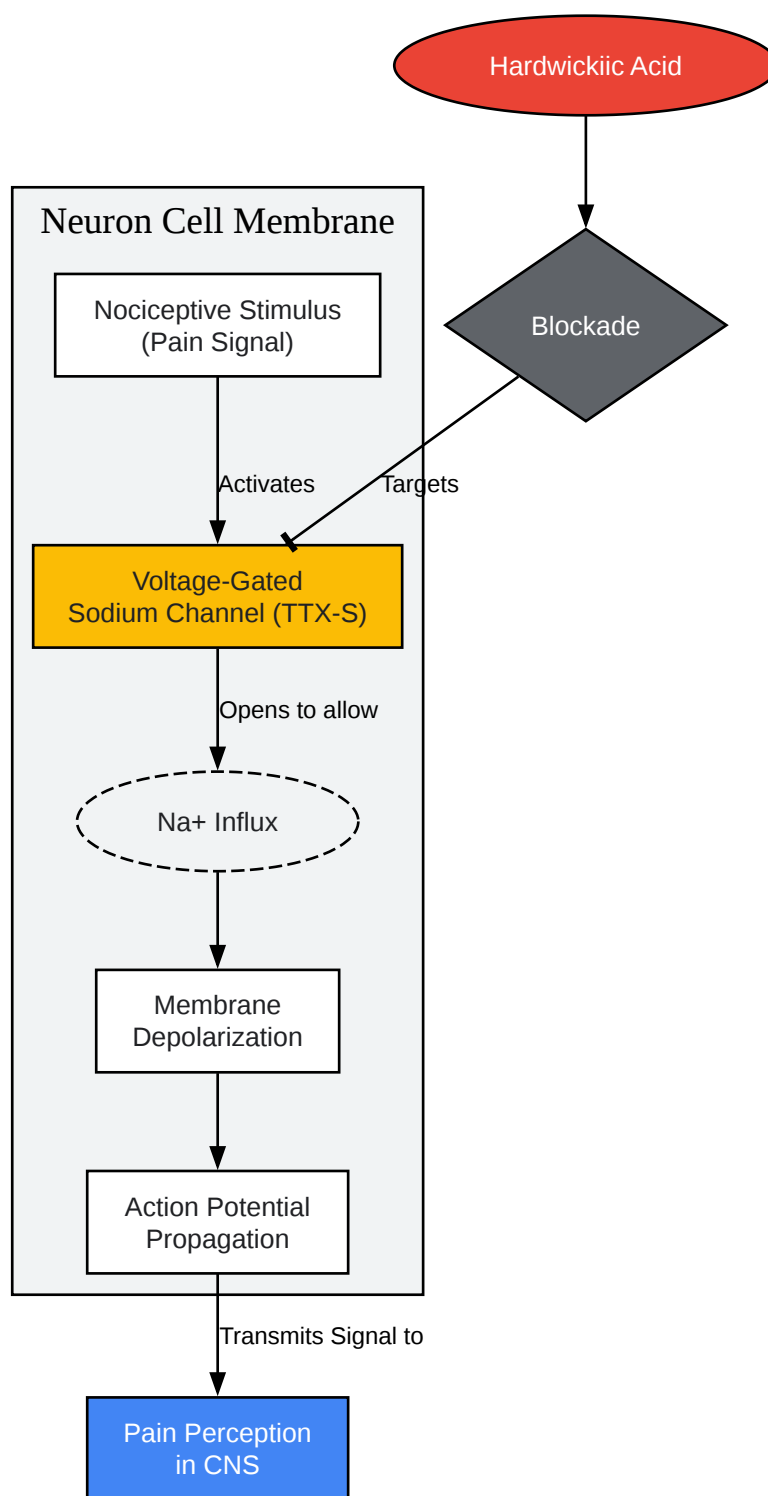 Hardwickiic Acid
Neuron Cell Membrane
Nociceptive Stimulus
(Pain Signal)
Blockade
Activates
Targets
Voltage-Gated
Sodium Channel (TTX-S)
Opens to allow
Na+ Influx
Membrane
Depolarization
Action Potential
Propagation
Transmits Signal to
Pain Perception
in CNS